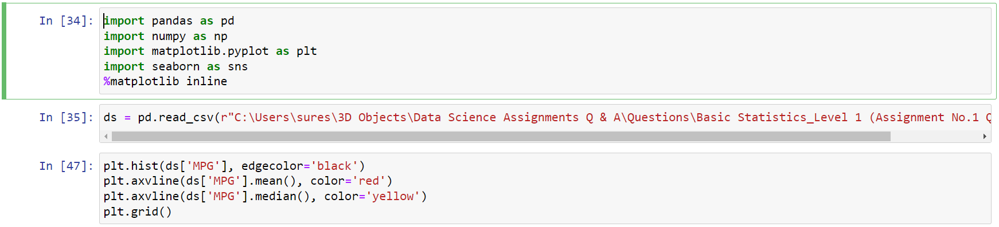 In [34]:
import pandas as pd
import numpy as np
import matplotlib.pyplot as plt
import seaborn as sns
%matplotlib inline
In [35]:
ds = pd.read_csv(r"C:\Users\sures\3D Objects\Data Science Assignments Q & A\Questions\Basic Statistics_Level 1 (Assignment No.1 Q
In [47]:
plt.hist(ds['MPG'], edgecolor='black')
plt.axvline(ds['MPG'].mean(), color='red')
plt.axvline(ds['MPG'].median(), color='yellow')
plt.grid()